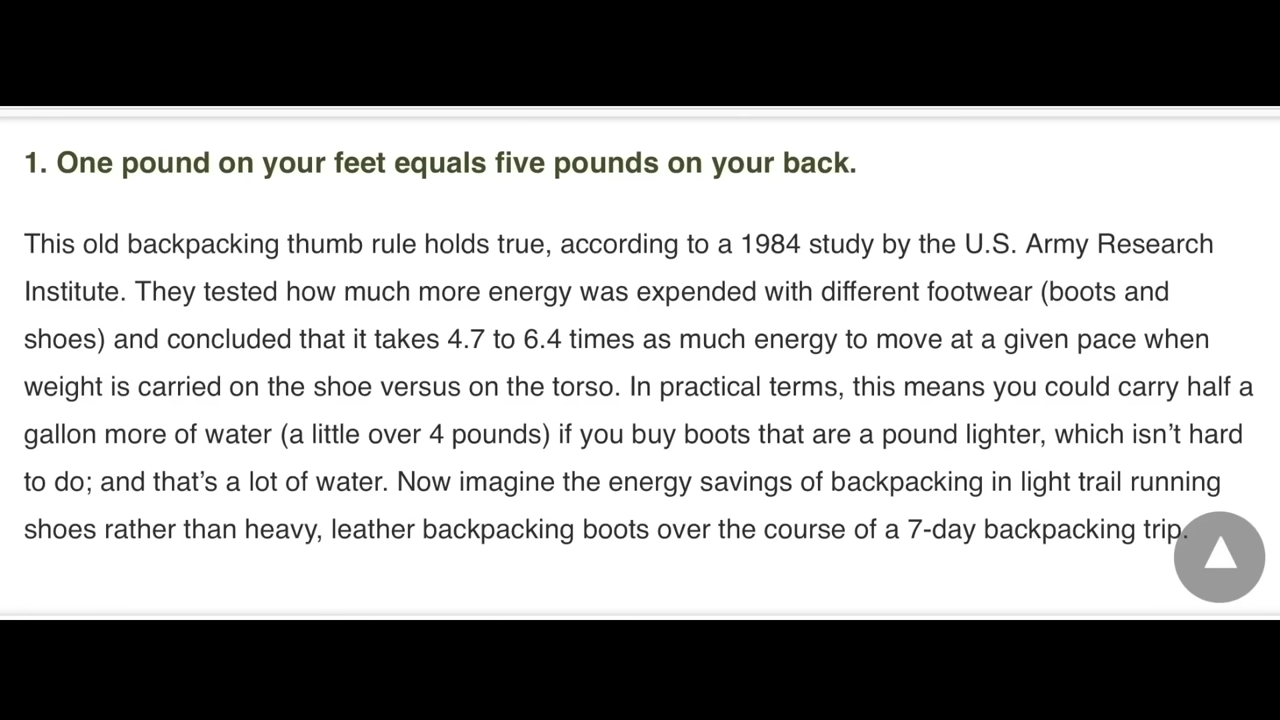 1. One pound on your feet equals five pounds on your back.
This old backpacking thumb rule holds true, according to a 1984 study by the U.S. Army Research
Institute. They tested how much more energy was expended with different footwear (boots and
shoes) and concluded that it takes 4.7 to 6.4 times as much energy to move at a given pace when
weight is carried on the shoe versus on the torso. In practical terms, this means you could carry half a
gallon more of water (a little over 4 pounds) if you buy boots that are a pound lighter, which isn’t hard
to do; and that’s a lot of water. Now imagine the energy savings of backpacking in light trail running
shoes rather than heavy, leather backpacking boots over the course of a 7-day backpacking trip.